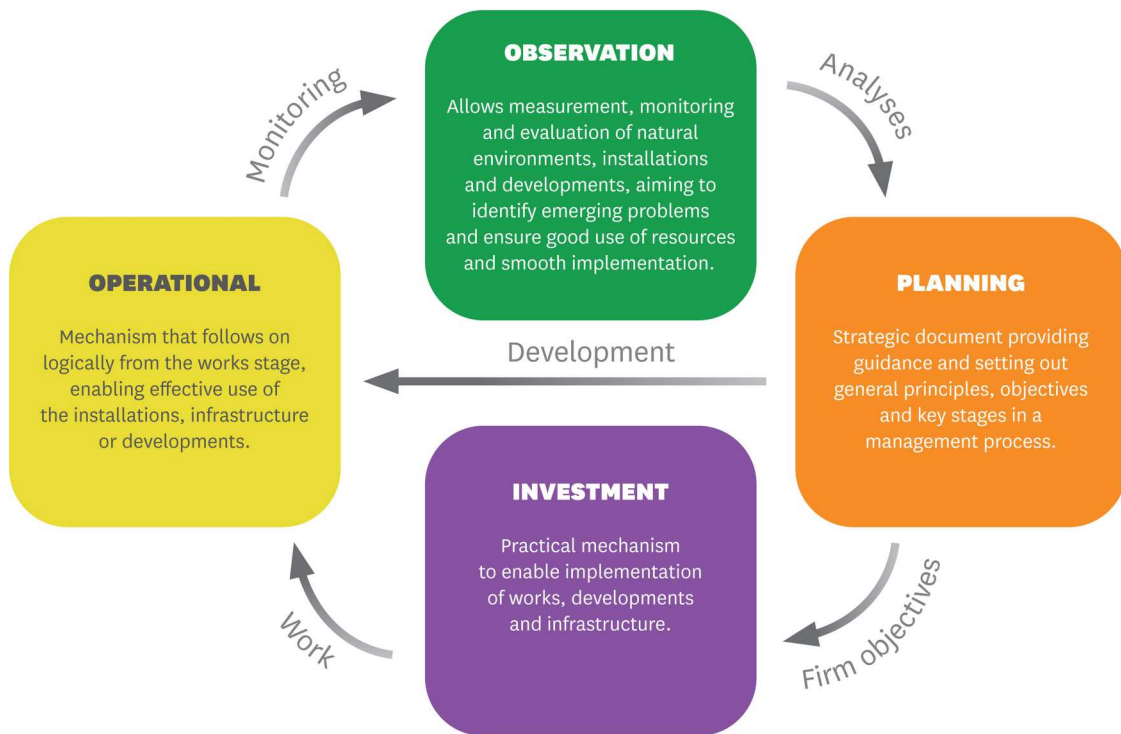 OBSERVATION
Allows measurement, monitoring
and evaluation of natural
environments, installations
and developments, aiming to
identify emerging problems
and ensure good use of resources
and smooth implementation.
Monitoring
Analyses
OPERATIONAL
Mechanism that follows on
logically from the works stage,
enabling effective use of
the installations, infrastructure
or developments.
Development
PLANNING
Strategic document providing
guidance and setting out
general principles, objectives
and key stages in a
management process.
INVESTMENT
Practical mechanism
to enable implementation
of works, developments
and infrastructure.
Work
Firm objectives